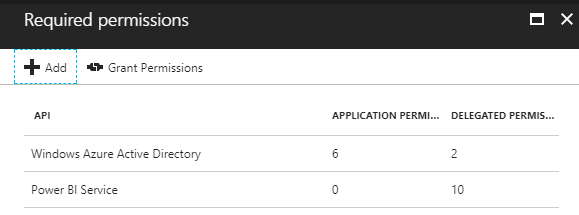 Required permissions
Add Grant Permissions
API APPLICATION PERMI... DELEGATED PERMIS...
Windows Azure Active Directory 6 2
Power BI Service 0 10